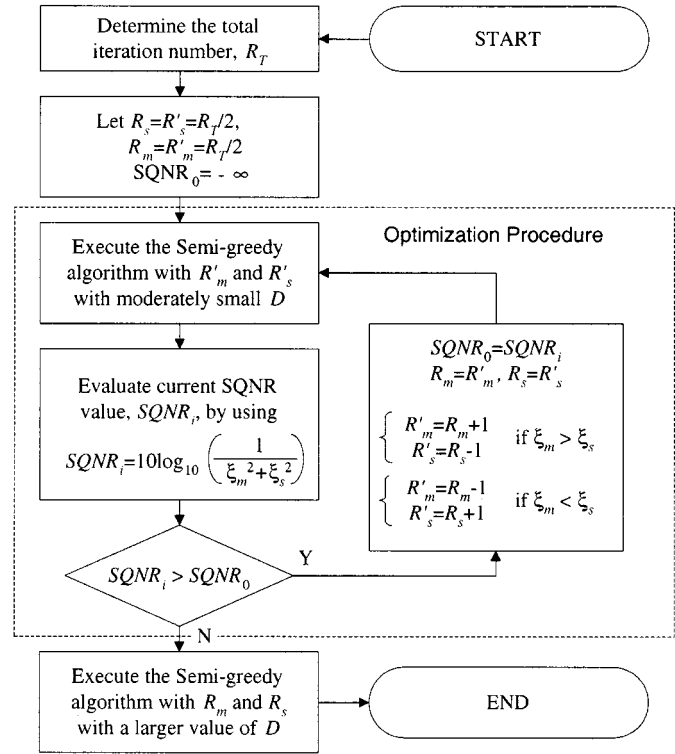 START
Determine the total
iteration number, R_T
Let R_s=R'_s=R_T/2,
R_m=R'_m=R_T/2
SQNR_0= - ∞
Optimization Procedure
Execute the Semi-greedy
algorithm with R'_m and R'_s
with moderately small D
Evaluate current SQNR
value, SQNR_i, by using
SQNR_i=10log_10 (1/(ξ_m^2+ξ_s^2))
SQNR_i > SQNR_0
Y
SQNR_0=SQNR_i
R_m=R'_m, R_s=R'_s
{ R'_m=R_m+1 if ξ_m > ξ_s
R'_s=R_s-1
{ R'_m=R_m-1 if ξ_m < ξ_s
R'_s=R_s+1
N
Execute the Semi-greedy
algorithm with R_m and R_s
with a larger value of D
END